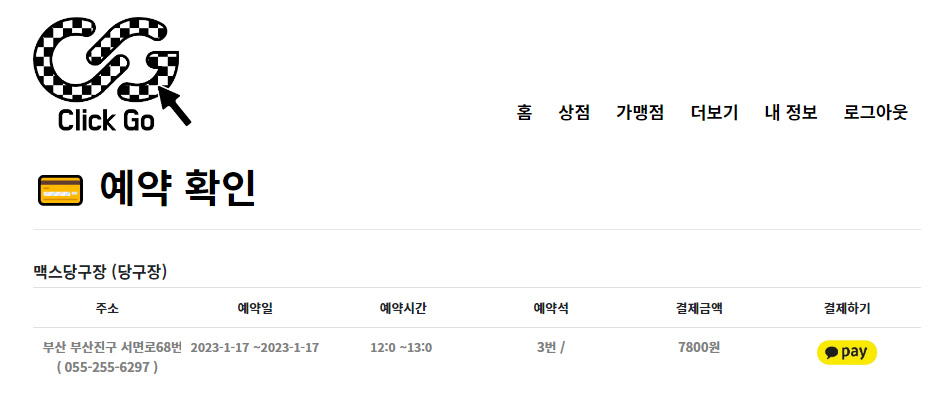 Click Go
홈 상점 가맹점 더보기 내 정보 로그아웃
예약 확인
맥스당구장 (당구장)
주소 예약일 예약시간 예약석 결제금액 결제하기
부산 부산진구 서면로68번 2023-1-17 ~2023-1-17 12:0 ~13:0 3번 / 7800원 pay
( 055-255-6297 )